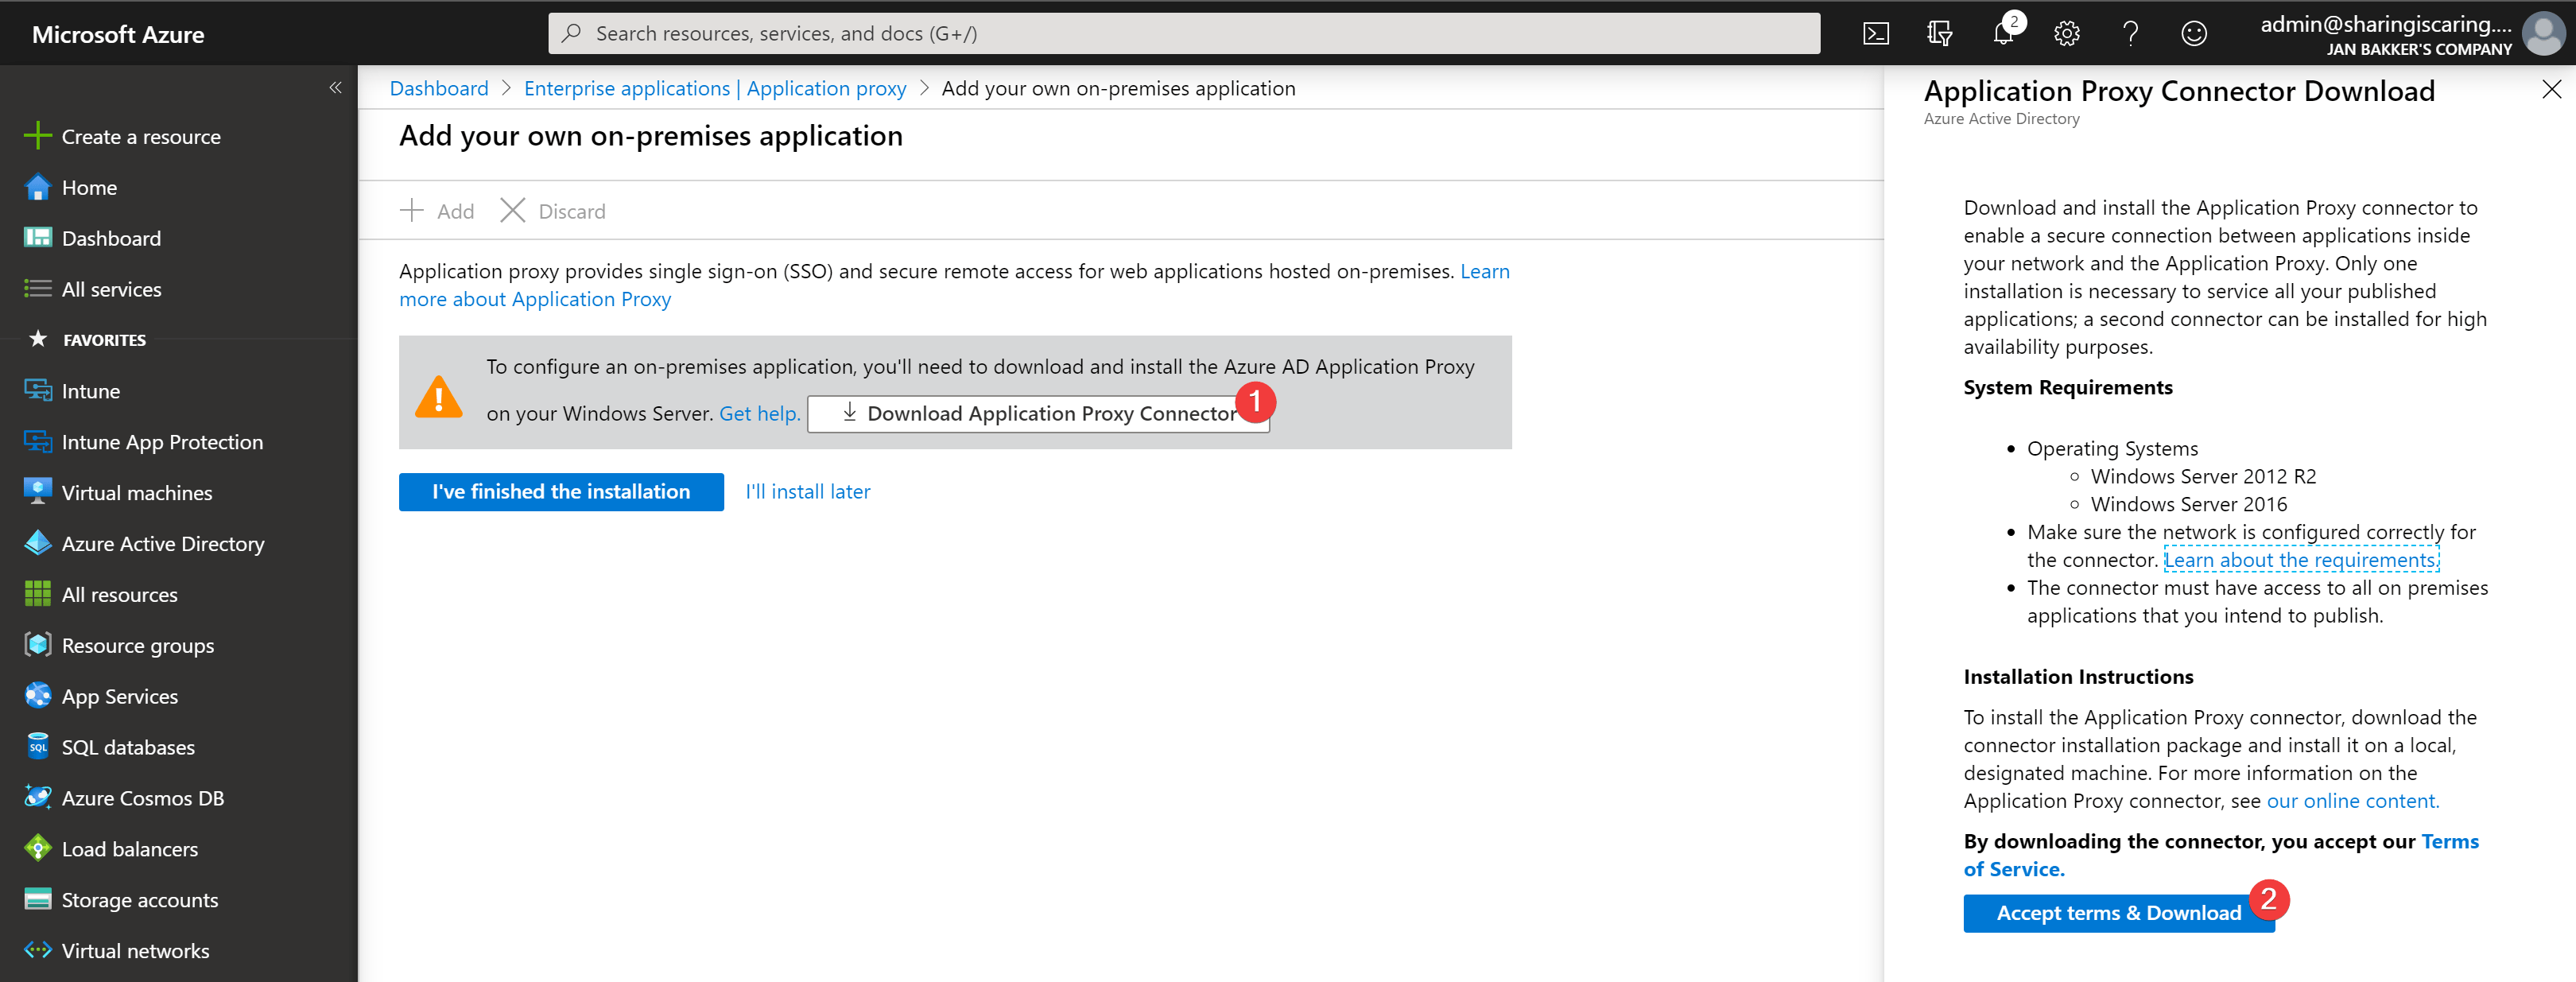 Microsoft Azure
Search resources, services, and docs (G+/)
2
admin@sharingiscaring....
JAN BAKKER'S COMPANY
«
Create a resource
Home
Dashboard
All services
FAVORITES
Intune
Intune App Protection
Virtual machines
Azure Active Directory
All resources
Resource groups
App Services
SQL
SQL databases
Azure Cosmos DB
Load balancers
Storage accounts
Virtual networks
Dashboard > Enterprise applications | Application proxy > Add your own on-premises application
Add your own on-premises application
Add
Discard
Application proxy provides single sign-on (SSO) and secure remote access for web applications hosted on-premises. Learn
more about Application Proxy
To configure an on-premises application, you'll need to download and install the Azure AD Application Proxy
on your Windows Server. Get help. Download Application Proxy Connector
1
I've finished the installation
I'll install later
Application Proxy Connector Download
Azure Active Directory
Download and install the Application Proxy connector to
enable a secure connection between applications inside
your network and the Application Proxy. Only one
installation is necessary to service all your published
applications; a second connector can be installed for high
availability purposes.
System Requirements
• Operating Systems
○ Windows Server 2012 R2
○ Windows Server 2016
• Make sure the network is configured correctly for
the connector. Learn about the requirements.
• The connector must have access to all on premises
applications that you intend to publish.
Installation Instructions
To install the Application Proxy connector, download the
connector installation package and install it on a local,
designated machine. For more information on the
Application Proxy connector, see our online content.
By downloading the connector, you accept our Terms
of Service.
Accept terms & Download
2